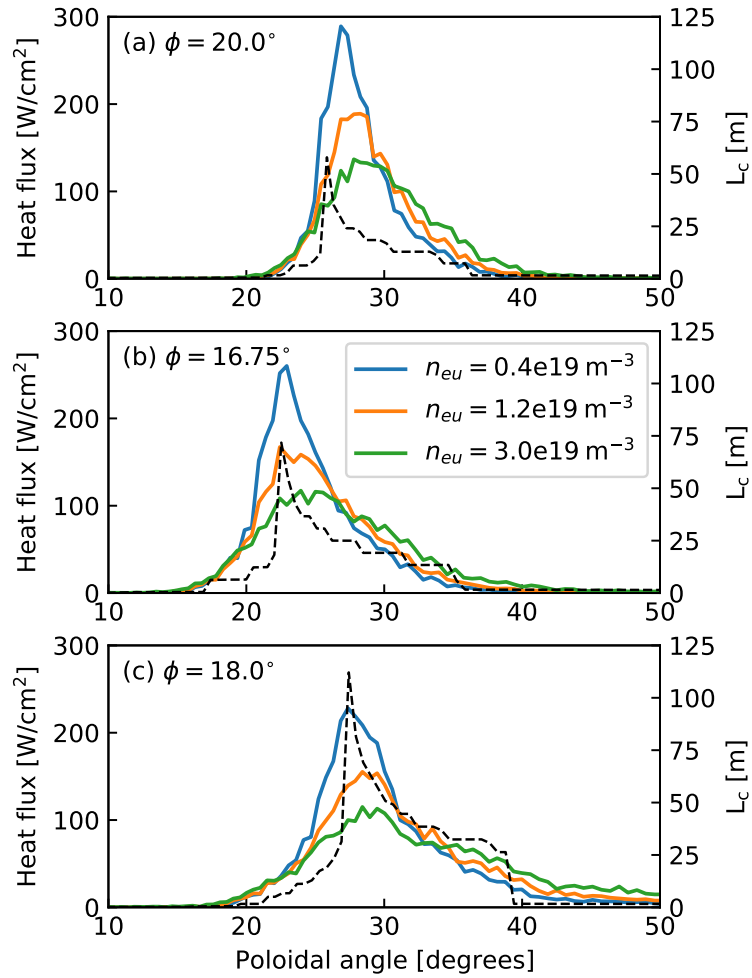 (a) ϕ = 20.0°
Heat flux [W/cm²]
300
200
100
0
L_c [m]
125
100
75
50
25
0
10 20 30 40 50
(b) ϕ = 16.75°
Heat flux [W/cm²]
300
200
100
0
n_eu = 0.4e19 m⁻³
n_eu = 1.2e19 m⁻³
n_eu = 3.0e19 m⁻³
L_c [m]
125
100
75
50
25
0
10 20 30 40 50
(c) ϕ = 18.0°
Heat flux [W/cm²]
300
200
100
0
L_c [m]
125
100
75
50
25
0
10 20 30 40 50
Poloidal angle [degrees]